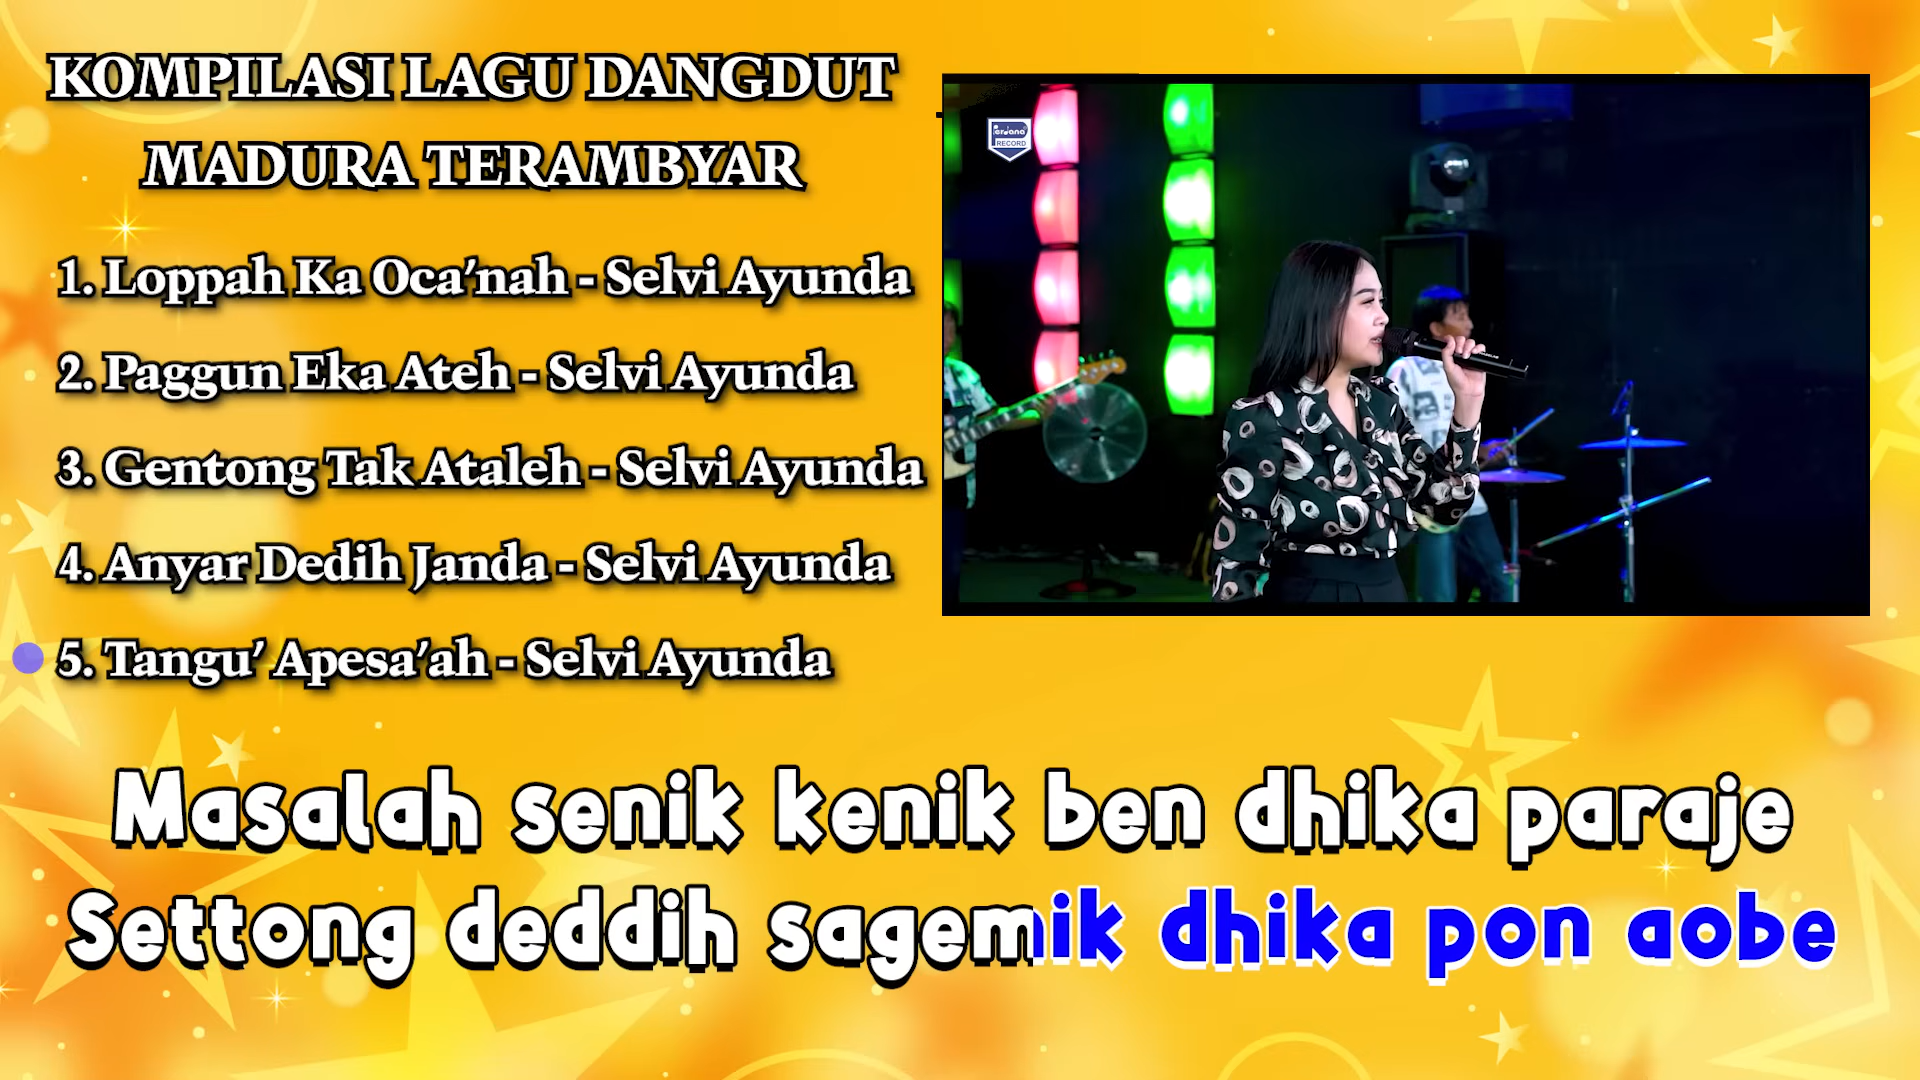 KOMPILASI LAGU DANGDUT
MADURA TERAMBYAR
1. Loppah Ka Oca'nah - Selvi Ayunda
2. Paggun Eka Ateh - Selvi Ayunda
3. Gentong Tak Ataleh - Selvi Ayunda
4. Anyar Dedih Janda - Selvi Ayunda
5. Tangu' Apesa'ah - Selvi Ayunda
Perdana
RECORD
Masalah senik kenik ben dhika paraje
Settong deddih sagemik dhika pon aobe